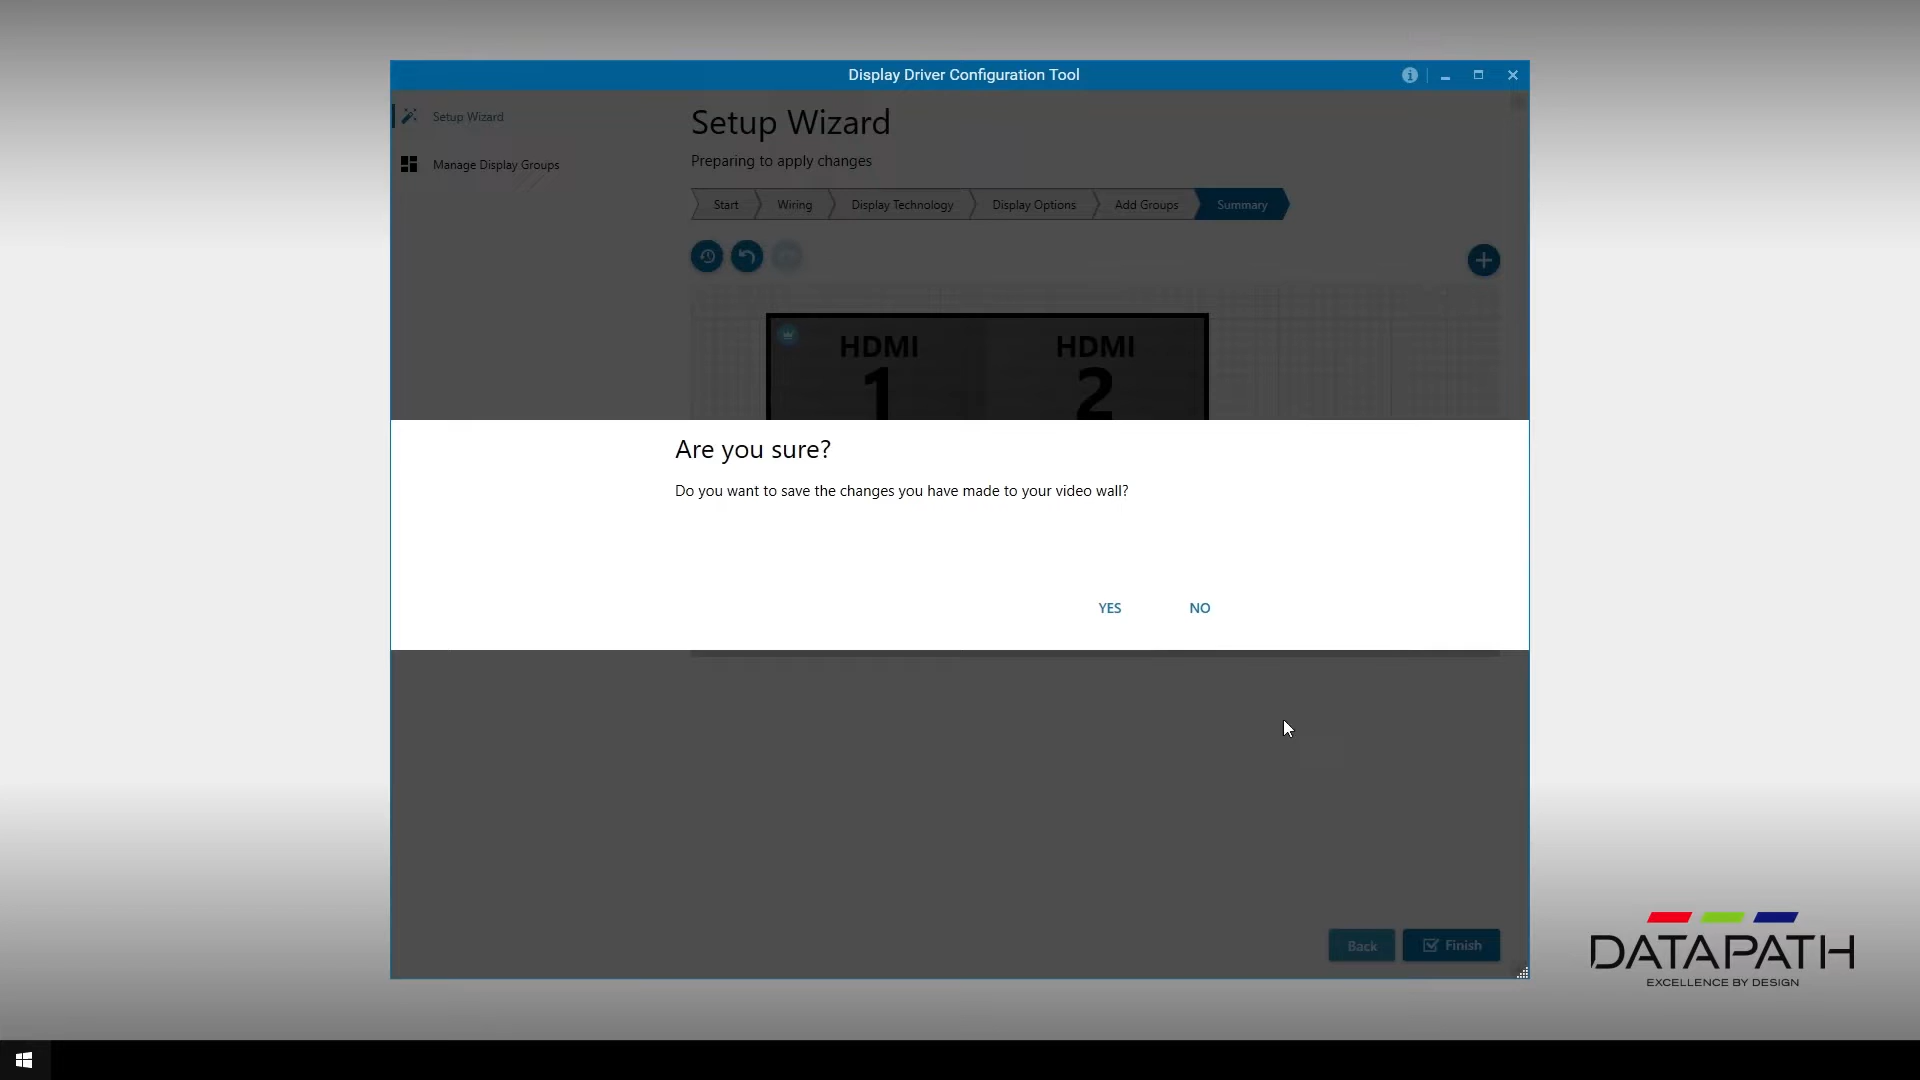 Display Driver Configuration Tool
Setup Wizard
Manage Display Groups
Setup Wizard
Preparing to apply changes
Start
Wiring
Display Technology
Display Options
Add Groups
Summary
HDMI
1
HDMI
2
Are you sure?
Do you want to save the changes you have made to your video wall?
YES
NO
Back
Finish
DATAPATH
EXCELLENCE BY DESIGN